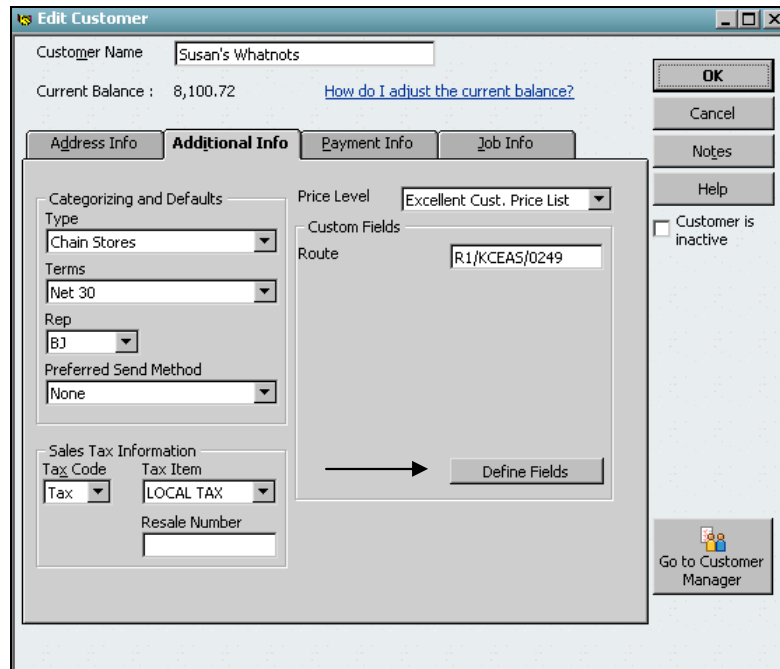 Edit Customer
Customer Name Susan's Whatnots
Current Balance : 8,100.72 How do I adjust the current balance?
OK
Cancel
Notes
Help
Customer is
inactive
Address Info Additional Info Payment Info Job Info
Categorizing and Defaults
Type
Chain Stores
Terms
Net 30
Rep
BJ
Preferred Send Method
None
Sales Tax Information
Tax Code Tax Item
Tax LOCAL TAX
Resale Number
Price Level Excellent Cust. Price List
Custom Fields
Route R1/KCEAS/0249
Define Fields
Go to Customer
Manager